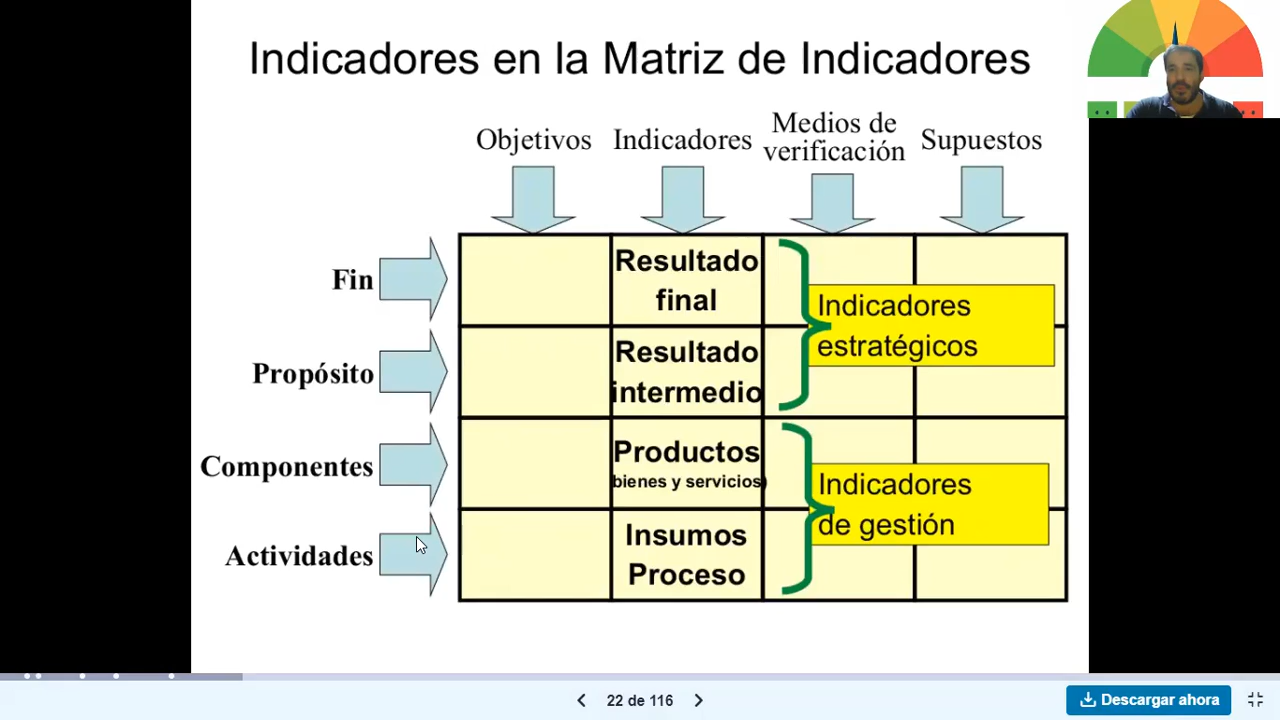 Indicadores en la Matriz de Indicadores
Objetivos
Indicadores
Medios de
verificación
Supuestos
Fin
Resultado
final
Indicadores
estratégicos
Propósito
Resultado
intermedio
Componentes
Productos
(bienes y servicios)
Indicadores
de gestión
Actividades
Insumos
Proceso
22 de 116
Descargar ahora